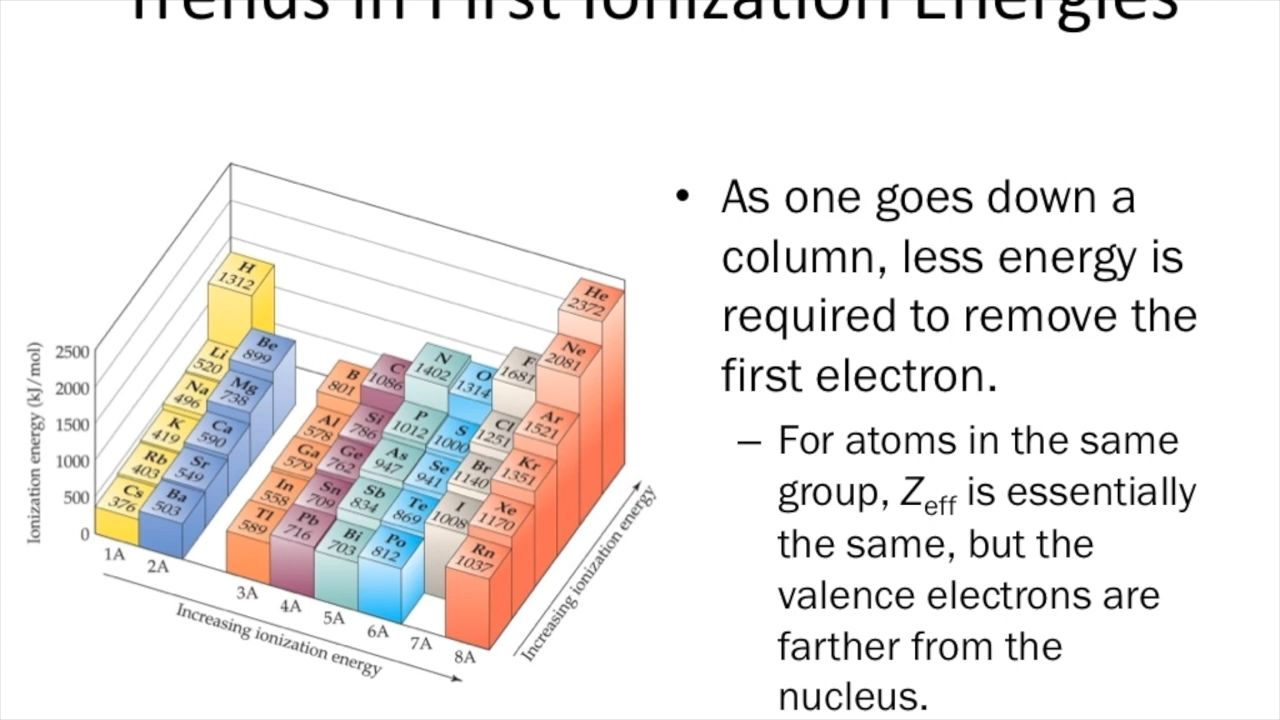 Trends in First Ionization Energies
• As one goes down a
column, less energy is
required to remove the
first electron.
– For atoms in the same
group, Zeff is essentially
the same, but the
valence electrons are
farther from the
nucleus.
Ionization energy (kJ/mol)
2500
2000
1500
1000
500
0
H
1312
Li
520
Na
496
K
419
Rb
403
Cs
376
Be
899
Mg
738
Ca
590
Sr
549
Ba
503
B
801
Al
578
Ga
579
In
558
Tl
589
C
1086
Si
786
Ge
762
Sn
709
Pb
716
N
1402
P
1012
As
947
Sb
834
Bi
703
O
1314
S
1000
Se
941
Te
869
Po
812
F
1681
Cl
1251
Br
1140
I
1008
He
2372
Ne
2081
Ar
1521
Kr
1351
Xe
1170
Rn
1037
1A
2A
3A
4A
5A
6A
7A
8A
Increasing ionization energy
Increasing ionization energy